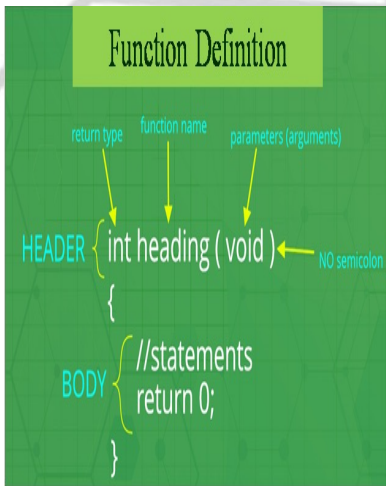 Function Definition
return type function name parameters (arguments)
HEADER int heading ( void ) NO semicolon
{
//statements
BODY
return 0;
}